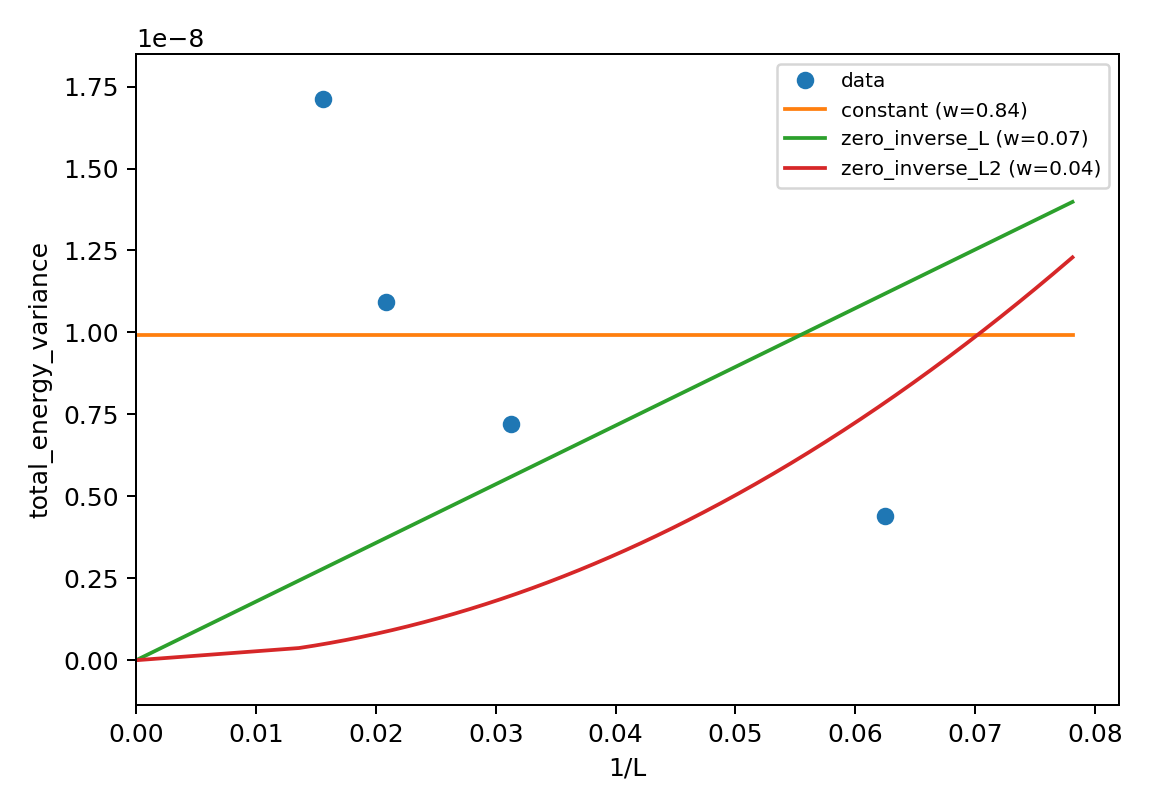 1e−8
1.75
1.50
1.25
1.00
0.75
0.50
0.25
0.00
total_energy_variance
data
constant (w=0.84)
zero_inverse_L (w=0.07)
zero_inverse_L2 (w=0.04)
0.00 0.01 0.02 0.03 0.04 0.05 0.06 0.07 0.08
1/L